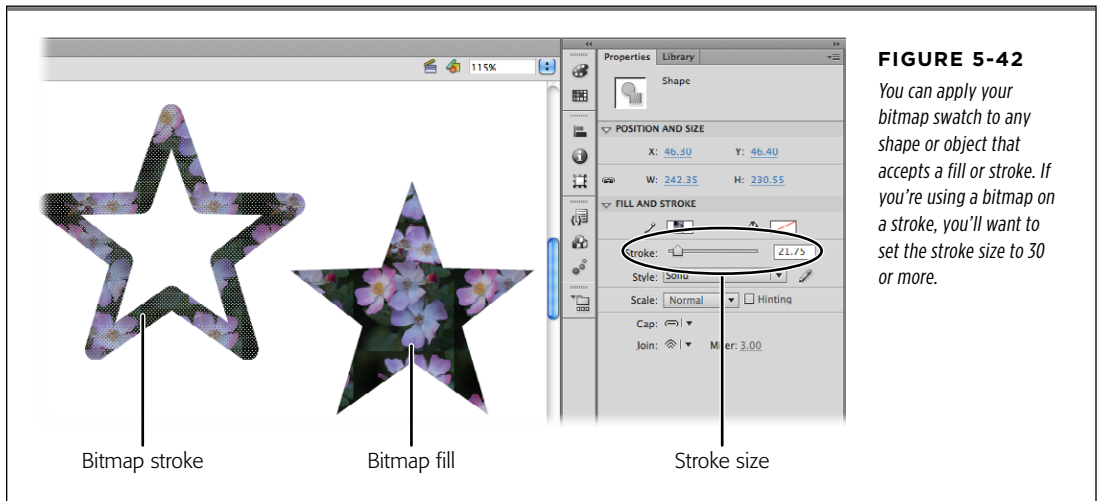 115%
Properties Library
Shape
POSITION AND SIZE
X: 46.30 Y: 46.40
W: 242.35 H: 230.55
FILL AND STROKE
Stroke: 21.75
Style: Solid
Scale: Normal Hinting
Cap:
Join: Miter: 3.00
Bitmap stroke
Bitmap fill
Stroke size
FIGURE 5-42
You can apply your
bitmap swatch to any
shape or object that
accepts a fill or stroke. If
you're using a bitmap on
a stroke, you'll want to
set the stroke size to 30
or more.